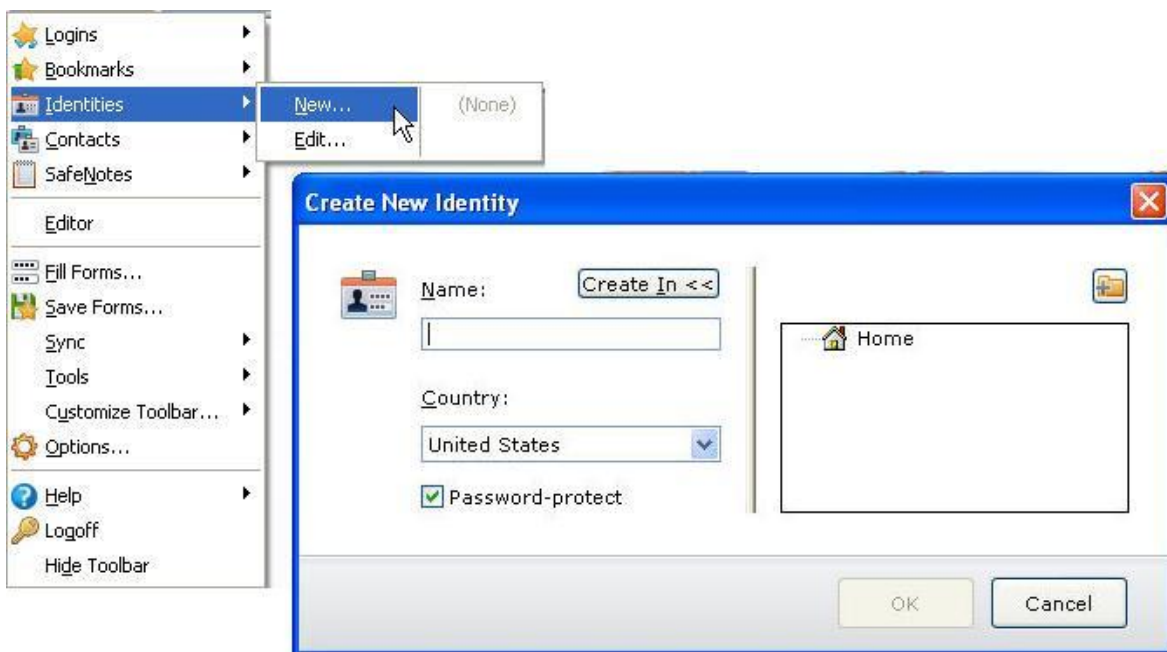 Logins
Bookmarks
Identities
Contacts
SafeNotes
Editor
Fill Forms...
Save Forms...
Sync
Tools
Customize Toolbar...
Options...
Help
Logoff
Hide Toolbar
New... (None)
Edit...
Create New Identity
Name: Create In <<
Country:
United States
Password-protect
Home
OK Cancel